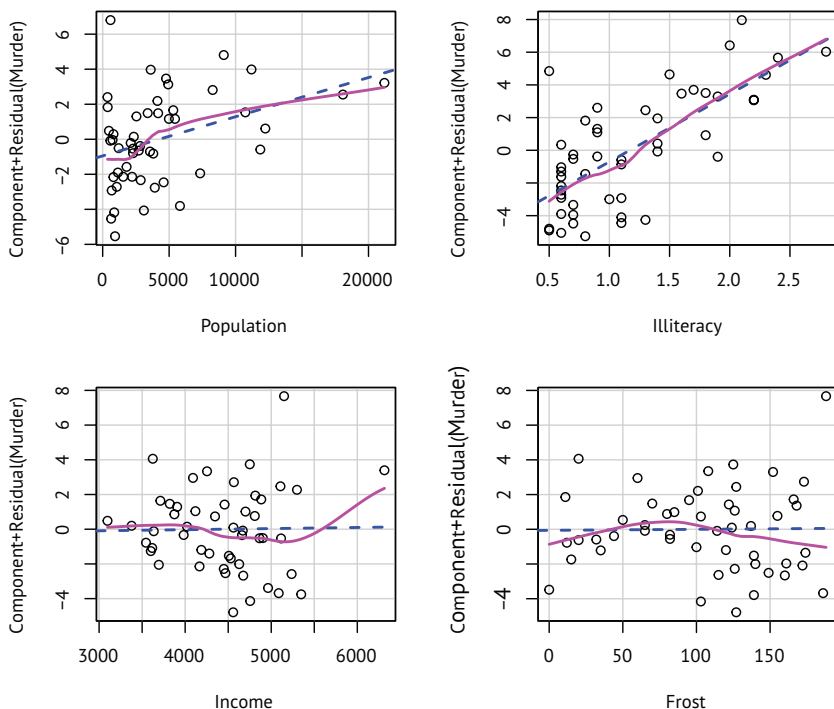 Component+Residual(Murder)
8
6
4
2
0
−2
−4
−6
0 5000 10000 20000
Population
Component+Residual(Murder)
8
6
4
2
0
−4
0.5 1.0 1.5 2.0 2.5
Illiteracy
Component+Residual(Murder)
8
4
2
0
−4
3000 4000 5000 6000
Income
Component+Residual(Murder)
8
4
2
0
−4
0 50 100 150
Frost